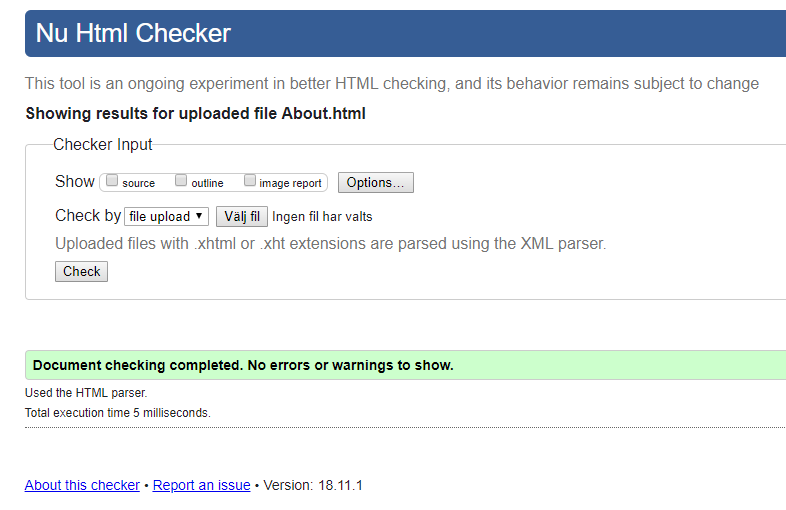 Nu Html Checker
This tool is an ongoing experiment in better HTML checking, and its behavior remains subject to change
Showing results for uploaded file About.html
Checker Input
Show source outline image report Options...
Check by file upload Välj fil Ingen fil har valts
Uploaded files with .xhtml or .xht extensions are parsed using the XML parser.
Check
Document checking completed. No errors or warnings to show.
Used the HTML parser.
Total execution time 5 milliseconds.
About this checker • Report an issue • Version: 18.11.1